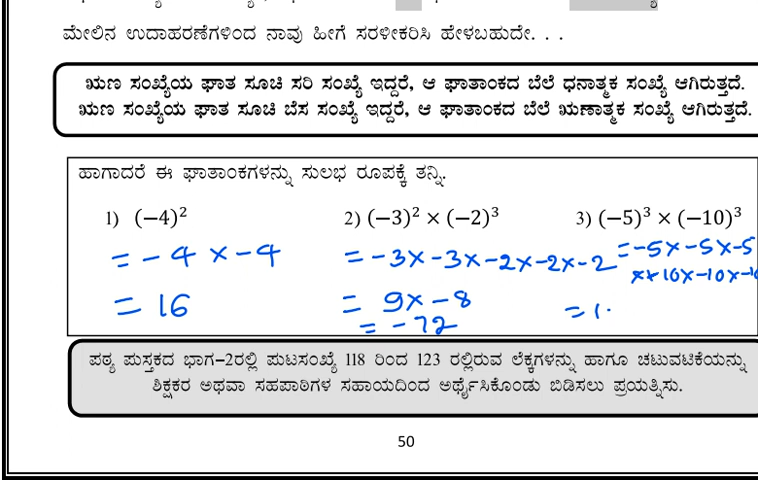 ಮೇಲಿನ ಉದಾಹರಣೆಗಳಿಂದ ನಾವು ಹೀಗೆ ಸರಳೀಕರಿಸಿ ಹೇಳಬಹುದೇ. . .
ಋಣ ಸಂಖ್ಯೆಯ ಘಾತ ಸೂಚಿ ಸರಿ ಸಂಖ್ಯೆ ಇದ್ದರೆ, ಆ ಘಾತಾಂಕದ ಬೆಲೆ ಧನಾತ್ಮಕ ಸಂಖ್ಯೆ ಆಗಿರುತ್ತದೆ.
ಋಣ ಸಂಖ್ಯೆಯ ಘಾತ ಸೂಚಿ ಬೆಸ ಸಂಖ್ಯೆ ಇದ್ದರೆ, ಆ ಘಾತಾಂಕದ ಬೆಲೆ ಋಣಾತ್ಮಕ ಸಂಖ್ಯೆ ಆಗಿರುತ್ತದೆ.
ಹಾಗಾದರೆ ಈ ಘಾತಾಂಕಗಳನ್ನು ಸುಲಭ ರೂಪಕ್ಕೆ ತನ್ನಿ.
1) (−4)² 2) (−3)² × (−2)³ 3) (−5)³ × (−10)³
= -4 × -4 = -3× -3× -2× -2× -2 = -5× -5× -5
×-10× -10×
= 16 = 9× -8 = 1
= -72
ಪಠ್ಯ ಪುಸ್ತಕದ ಭಾಗ-2ರಲ್ಲಿ ಪುಟಸಂಖ್ಯೆ 118 ರಿಂದ 123 ರಲ್ಲಿರುವ ಲೆಕ್ಕಗಳನ್ನು ಹಾಗೂ ಚಟುವಟಿಕೆಯನ್ನು
ಶಿಕ್ಷಕರ ಅಥವಾ ಸಹಪಾಠಿಗಳ ಸಹಾಯದಿಂದ ಅರ್ಥೈಸಿಕೊಂಡು ಬಿಡಿಸಲು ಪ್ರಯತ್ನಿಸು.
50